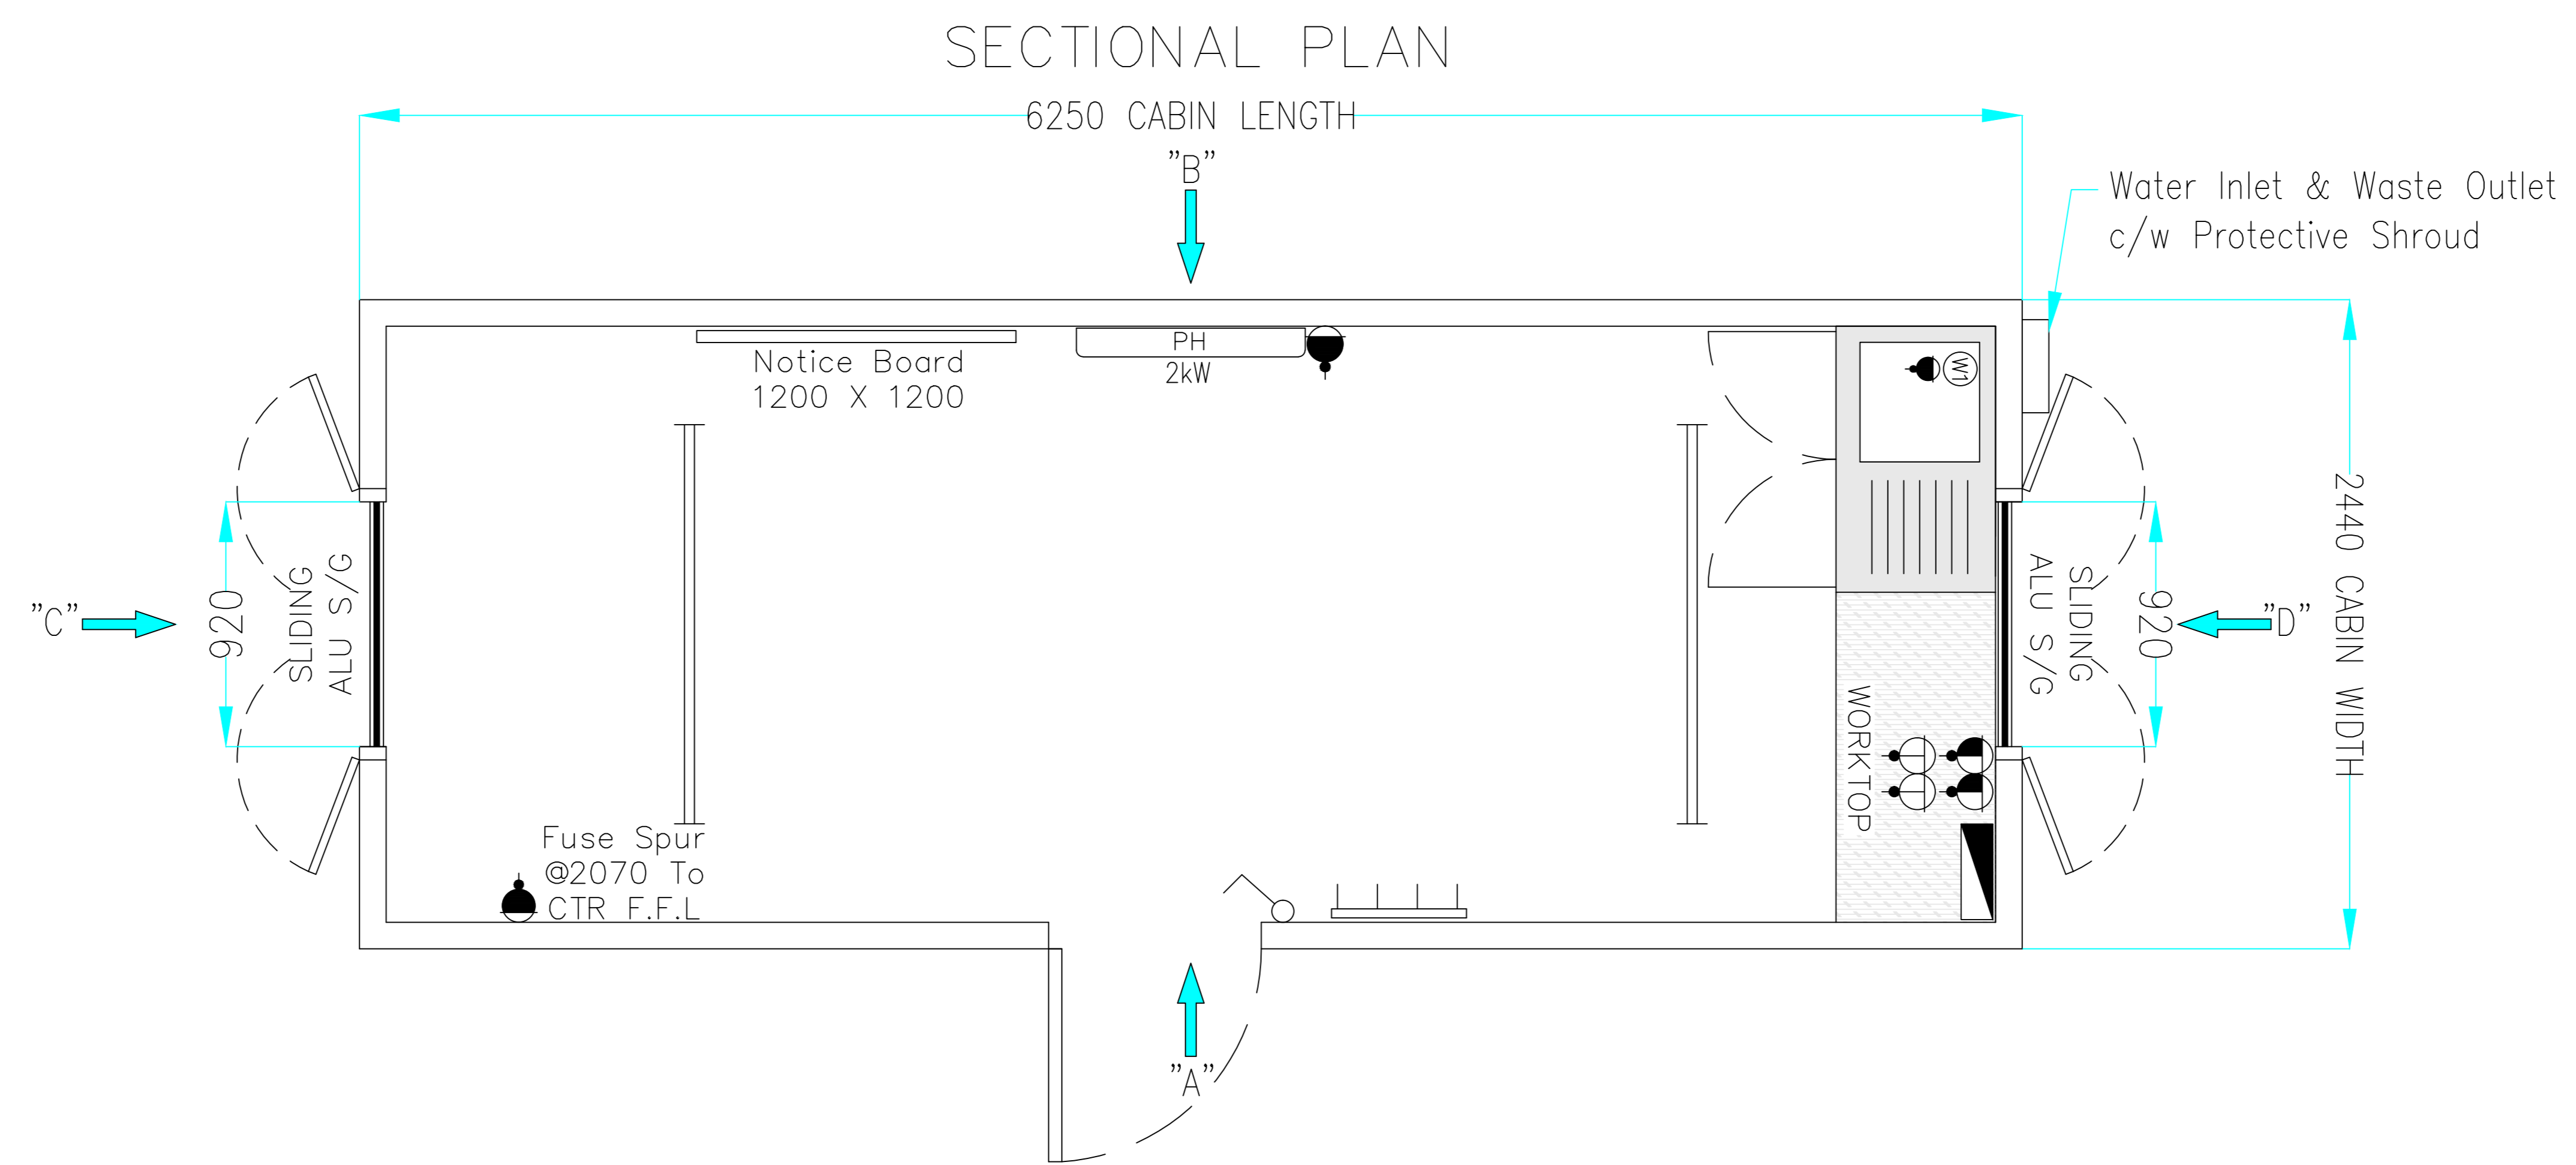 SECTIONAL PLAN
6250 CABIN LENGTH
"B"
Water Inlet & Waste Outlet
c/w Protective Shroud
PH
2kW
Notice Board
1200 X 1200
W1
"C"
920
SLIDING
ALU S/G
WORKTOP
SLIDING
ALU S/G
920
"D"
2440 CABIN WIDTH
Fuse Spur
@2070 To
CTR F.F.L
"A"